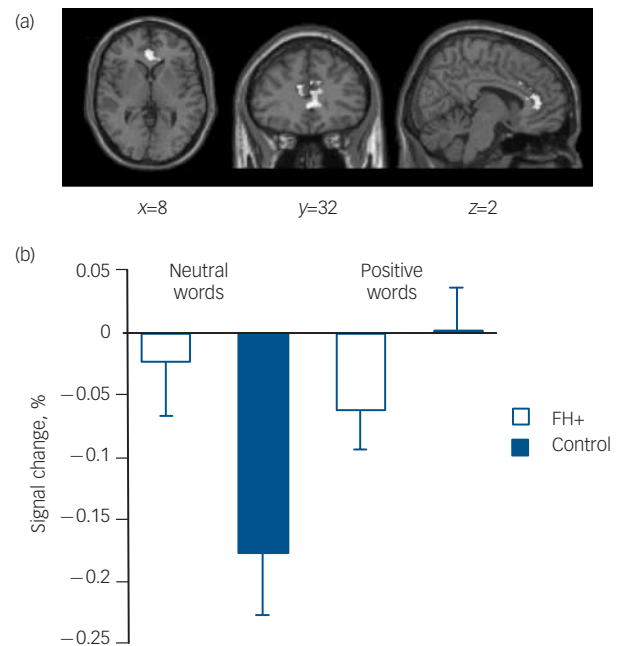 (a)
x=8
y=32
z=2
(b)
Neutral
words
Positive
words
0.05
0
−0.05
−0.1
−0.15
−0.2
−0.25
Signal change, %
FH+
Control